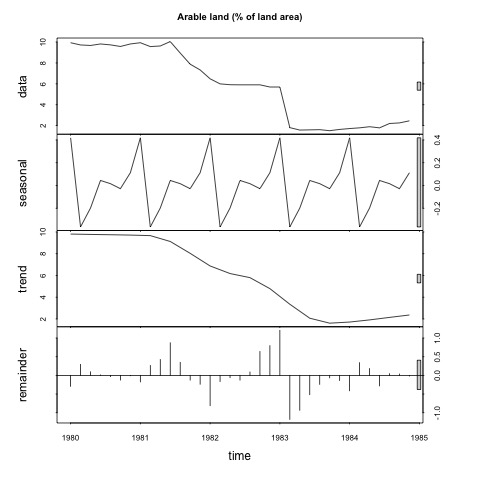 Arable land (% of land area)
data
2 4 6 8 10
seasonal
-0.2 0.0 0.2 0.4
trend
2 4 6 8 10
remainder
-1.0 0.0 0.5 1.0
1980 1981 1982 1983 1984 1985
time